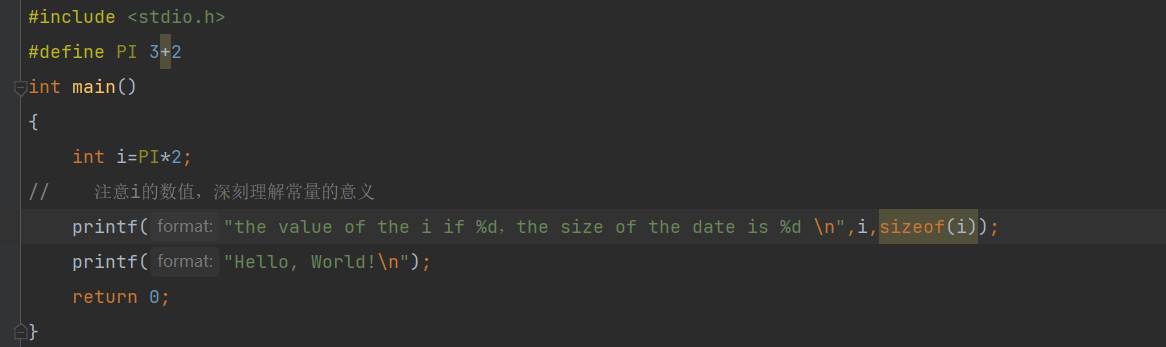 #include <stdio.h>
#define PI 3+2
int main()
{
    int i=PI*2;
//    注意i的数值，深刻理解常量的意义
    printf( format: "the value of the i if %d，the size of the date is %d \n",i,sizeof(i));
    printf( format: "Hello, World!\n");
    return 0;
}